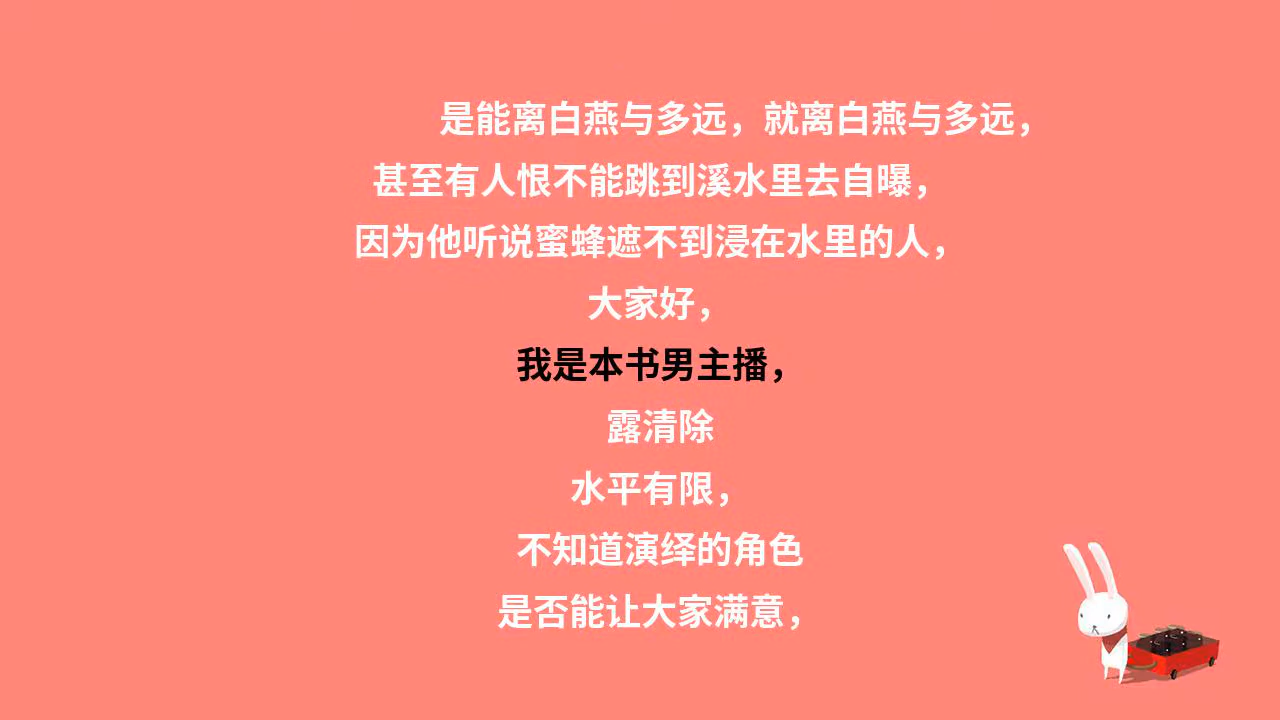 是能离白燕与多远，就离白燕与多远，
甚至有人恨不能跳到溪水里去自曝，
因为他听说蜜蜂遮不到浸在水里的人，
大家好，
我是本书男主播，
露清除
水平有限，
不知道演绎的角色
是否能让大家满意，